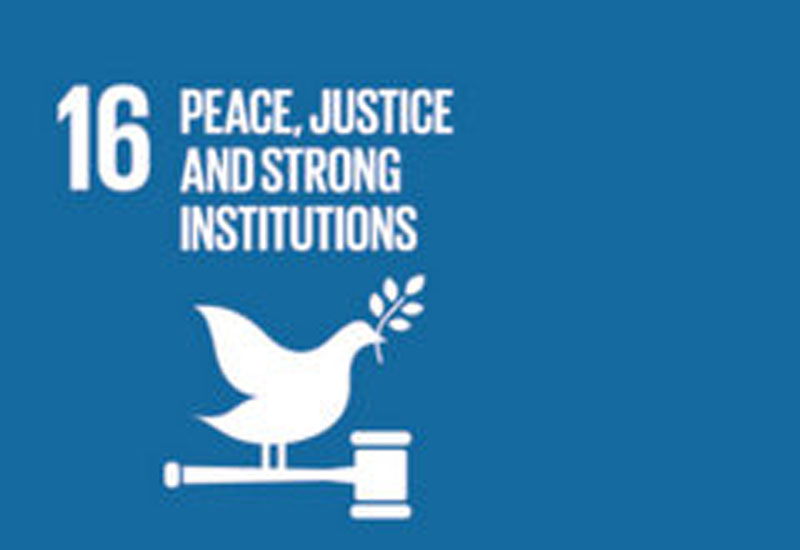 16 PEACE, JUSTICE
AND STRONG
INSTITUTIONS